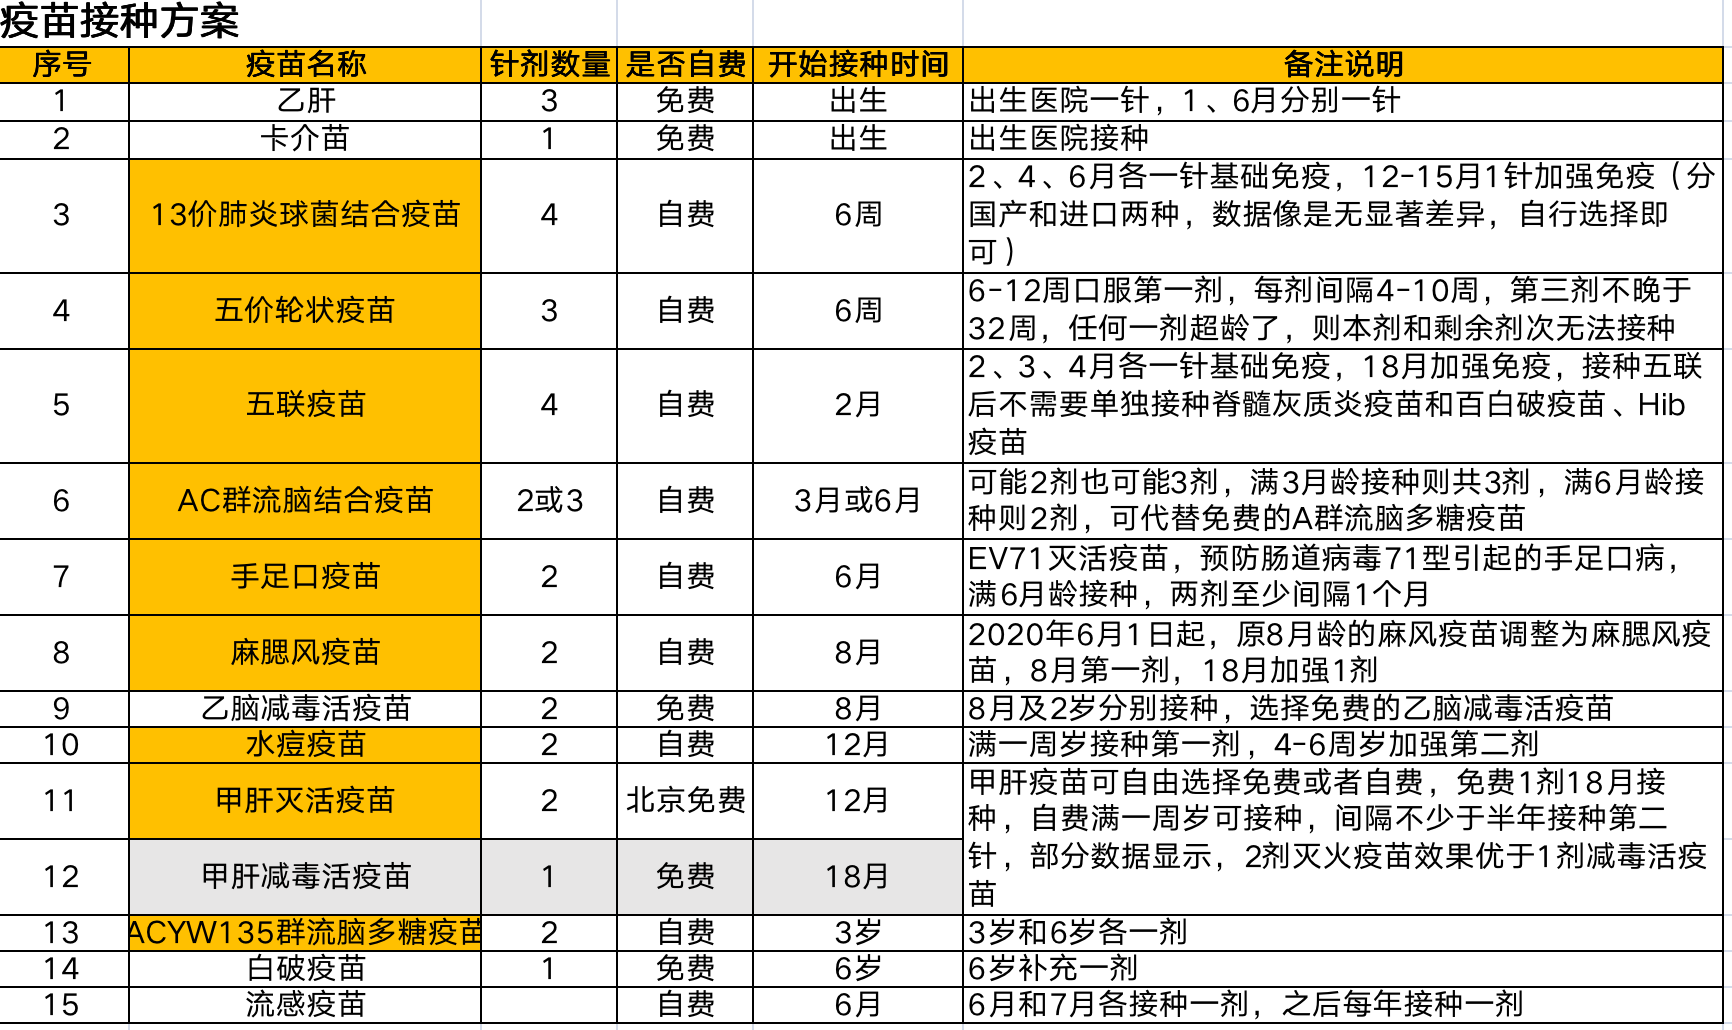 疫苗接种方案
序号 疫苗名称 针剂数量 是否自费 开始接种时间 备注说明
1 乙肝 3 免费 出生 出生医院一针，1、6月分别一针
2 卡介苗 1 免费 出生 出生医院接种
3 13价肺炎球菌结合疫苗 4 自费 6周 2、4、6月各一针基础免疫，12-15月1针加强免疫（分
国产和进口两种，数据像是无显著差异，自行选择即
可）
4 五价轮状疫苗 3 自费 6周 6-12周口服第一剂，每剂间隔4-10周，第三剂不晚于
32周，任何一剂超龄了，则本剂和剩余剂次无法接种
5 五联疫苗 4 自费 2月 2、3、4月各一针基础免疫，18月加强免疫，接种五联
后不需要单独接种脊髓灰质炎疫苗和百白破疫苗、Hib
疫苗
6 AC群流脑结合疫苗 2或3 自费 3月或6月 可能2剂也可能3剂，满3月龄接种则共3剂，满6月龄接
种则2剂，可代替免费的A群流脑多糖疫苗
7 手足口疫苗 2 自费 6月 EV71灭活疫苗，预防肠道病毒71型引起的手足口病，
满6月龄接种，两剂至少间隔1个月
8 麻腮风疫苗 2 自费 8月 2020年6月1日起，原8月龄的麻风疫苗调整为麻腮风疫
苗，8月第一剂，18月加强1剂
9 乙脑减毒活疫苗 2 免费 8月 8月及2岁分别接种，选择免费的乙脑减毒活疫苗
10 水痘疫苗 2 自费 12月 满一周岁接种第一剂，4-6周岁加强第二剂
11 甲肝灭活疫苗 2 北京免费 12月 甲肝疫苗可自由选择免费或者自费，免费1剂18月接
种，自费满一周岁可接种，间隔不少于半年接种第二
针，部分数据显示，2剂灭火疫苗效果优于1剂减毒活疫
苗
12 甲肝减毒活疫苗 1 免费 18月
13 ACYW135群流脑多糖疫苗 2 自费 3岁 3岁和6岁各一剂
14 白破疫苗 1 免费 6岁 6岁补充一剂
15 流感疫苗 自费 6月 6月和7月各接种一剂，之后每年接种一剂